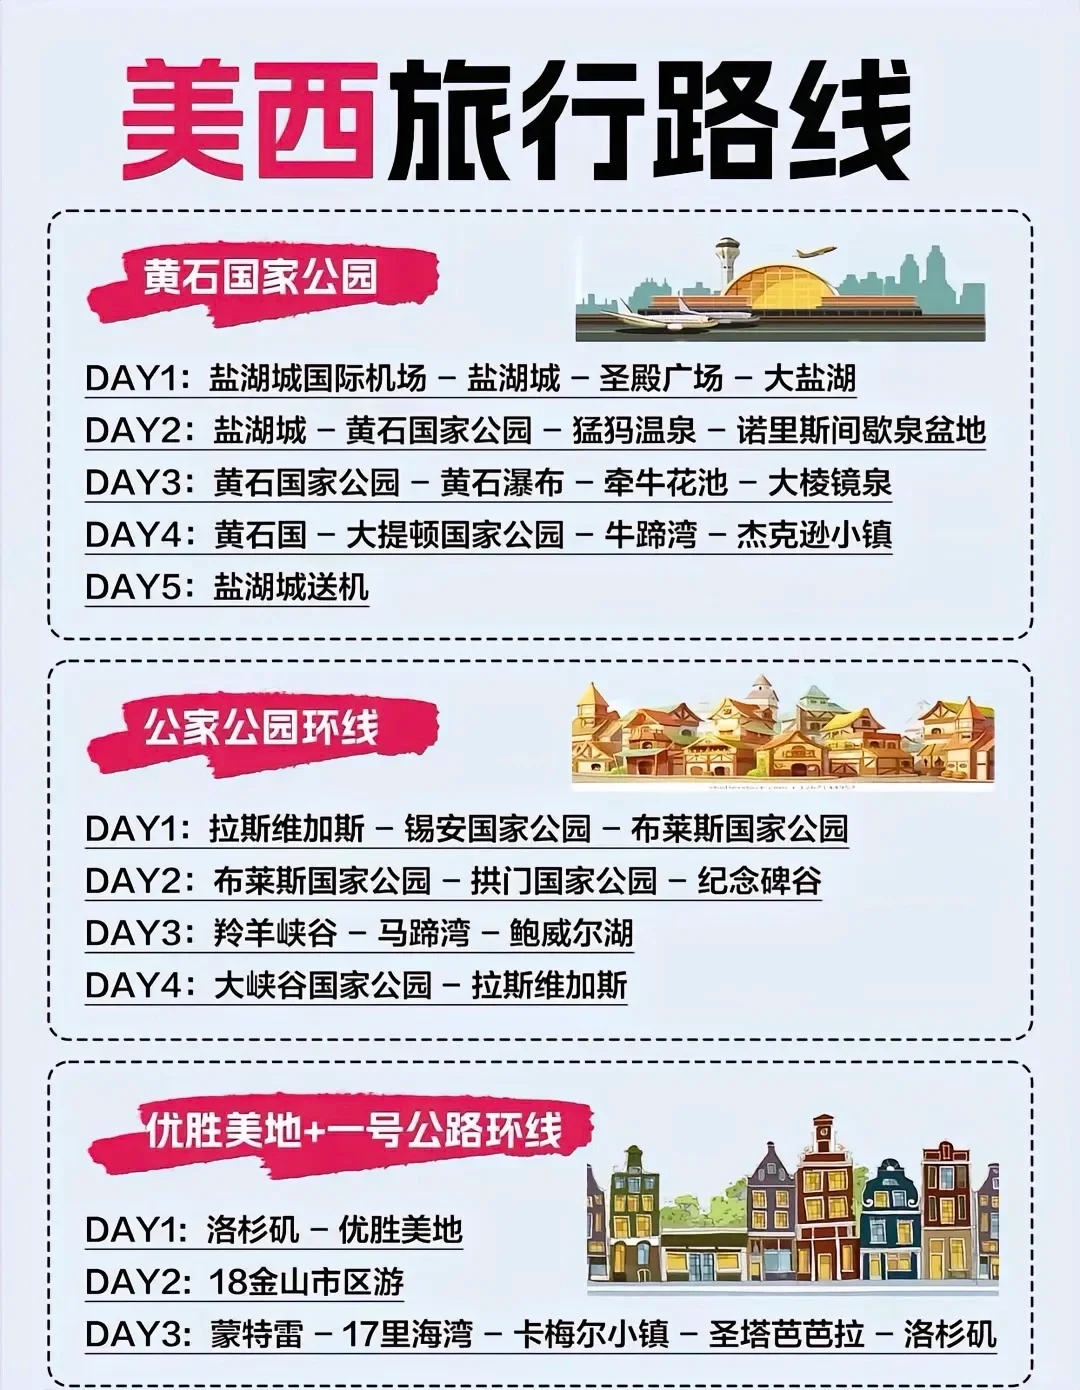 美西旅行路线
黄石国家公园
DAY1：盐湖城国际机场 – 盐湖城 – 圣殿广场 – 大盐湖
DAY2：盐湖城 – 黄石国家公园 – 猛犸温泉 – 诺里斯间歇泉盆地
DAY3：黄石国家公园 – 黄石瀑布 – 牵牛花池 – 大棱镜泉
DAY4：黄石国 – 大提顿国家公园 – 牛蹄湾 – 杰克逊小镇
DAY5：盐湖城送机
公家公园环线
DAY1：拉斯维加斯 – 锡安国家公园 – 布莱斯国家公园
DAY2：布莱斯国家公园 – 拱门国家公园 – 纪念碑谷
DAY3：羚羊峡谷 – 马蹄湾 – 鲍威尔湖
DAY4：大峡谷国家公园 – 拉斯维加斯
优胜美地+一号公路环线
DAY1：洛杉矶 – 优胜美地
DAY2：18金山市区游
DAY3：蒙特雷 – 17里海湾 – 卡梅尔小镇 – 圣塔芭芭拉 – 洛杉矶